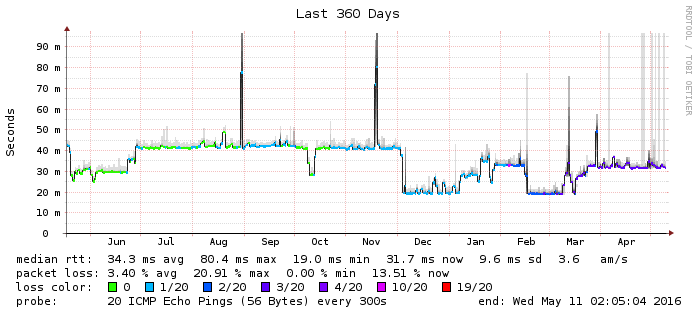 Last 360 Days
RRDTOOL / TOBI OETIKER
Seconds
90 m
80 m
70 m
60 m
50 m
40 m
30 m
20 m
10 m
0
Jun Jul Aug Sep Oct Nov Dec Jan Feb Mar Apr
median rtt: 34.3 ms avg 80.4 ms max 19.0 ms min 31.7 ms now 9.6 ms sd 3.6 am/s
packet loss: 3.40 % avg 20.91 % max 0.00 % min 13.51 % now
loss color: 0 1/20 2/20 3/20 4/20 10/20 19/20
probe: 20 ICMP Echo Pings (56 Bytes) every 300s end: Wed May 11 02:05:04 2016